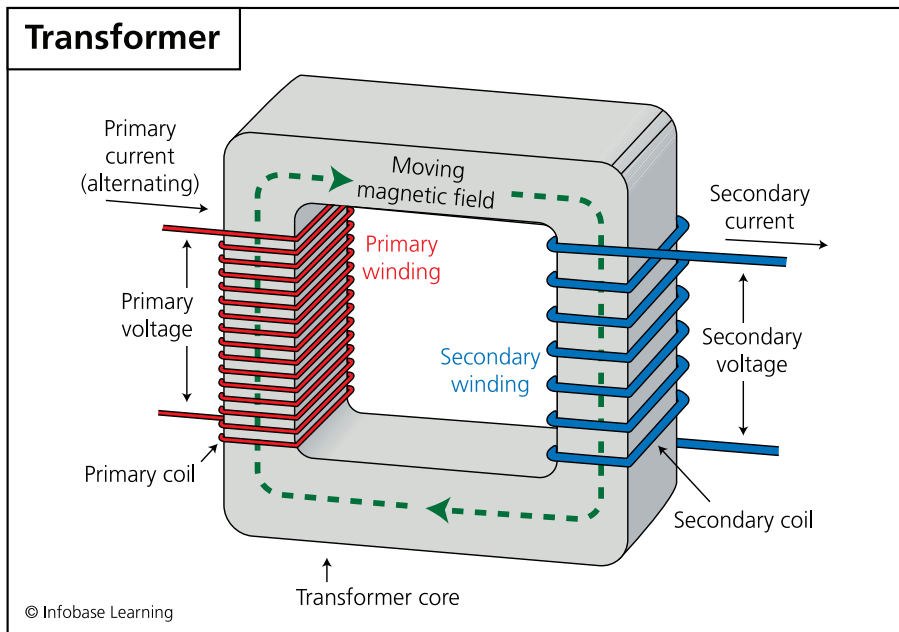 Transformer
Primary
current
(alternating)
Moving
magnetic field
Secondary
current
Primary
winding
Primary
voltage
Secondary
winding
Secondary
voltage
Primary coil
Secondary coil
Transformer core
© Infobase Learning